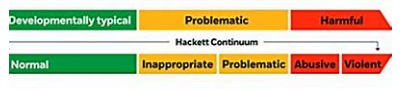 Developmentally typical Problematic Harmful
Hackett Continuum
Normal Inappropriate Problematic Abusive Violent